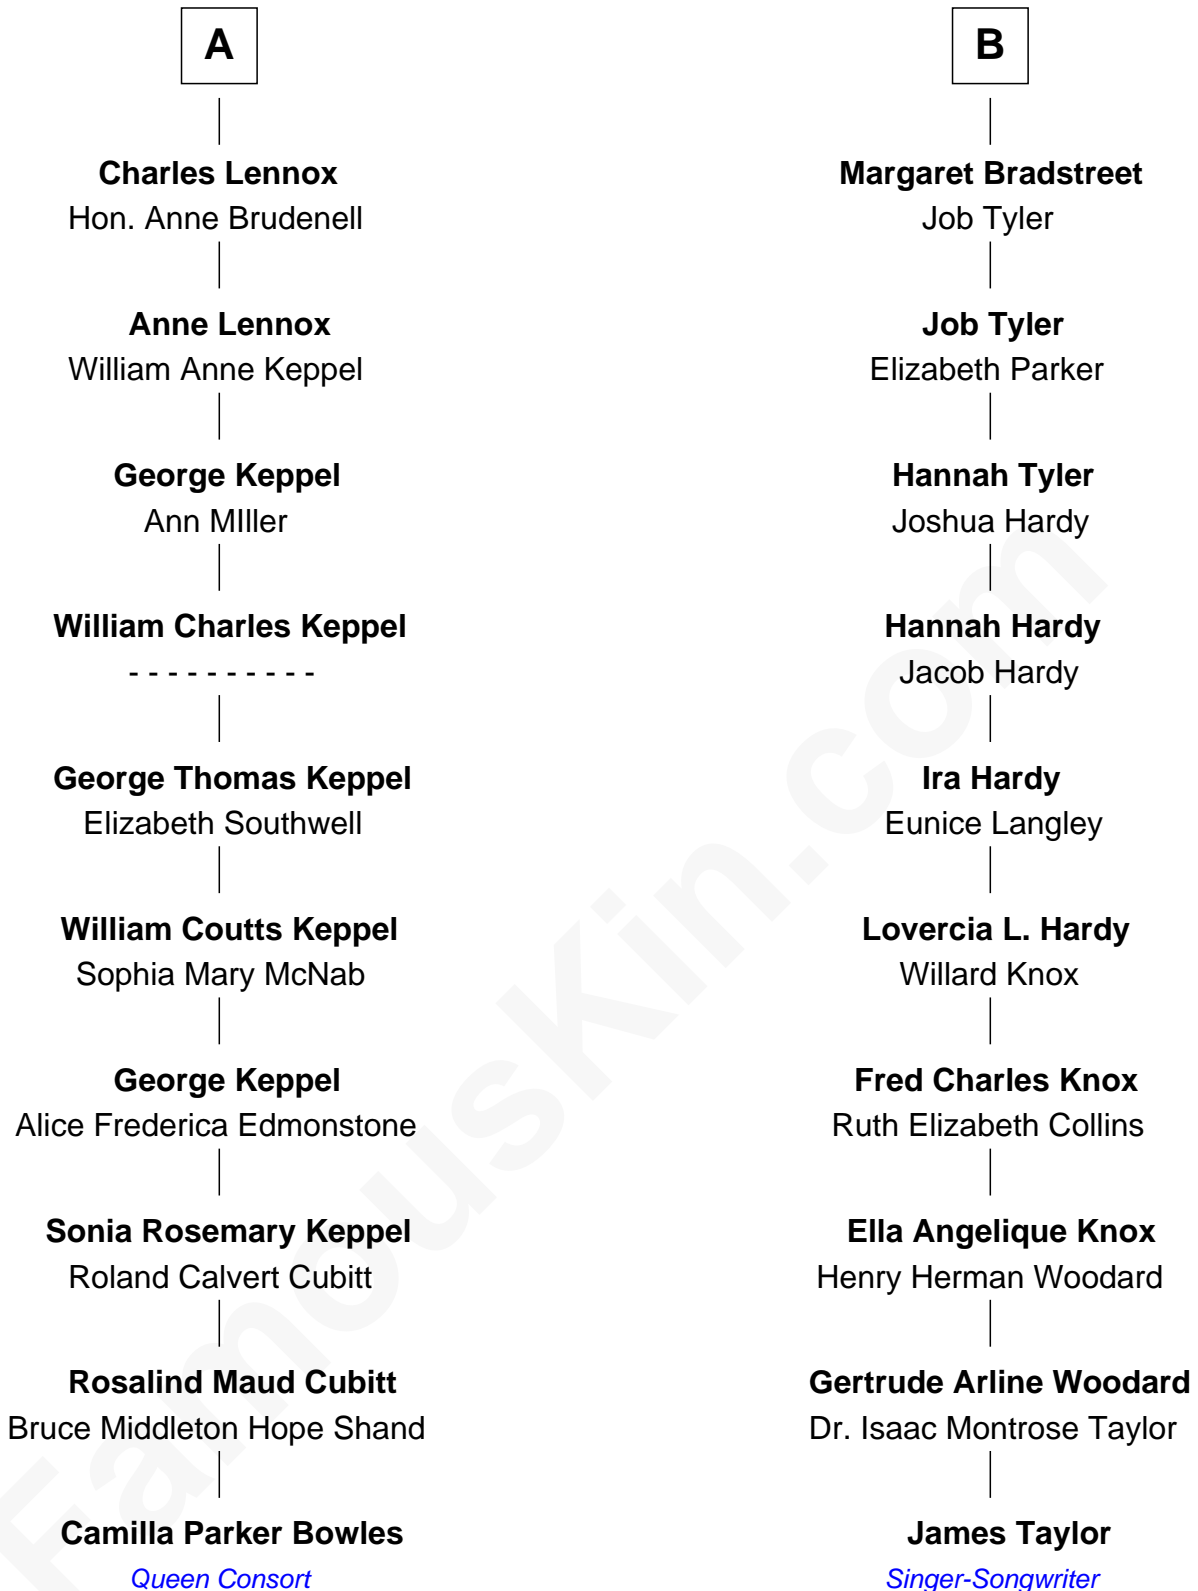 A
Charles Lennox
Hon. Anne Brudenell
Anne Lennox
William Anne Keppel
George Keppel
Ann MIller
William Charles Keppel
- - - - - - - - - -
George Thomas Keppel
Elizabeth Southwell
William Coutts Keppel
Sophia Mary McNab
George Keppel
Alice Frederica Edmonstone
Sonia Rosemary Keppel
Roland Calvert Cubitt
Rosalind Maud Cubitt
Bruce Middleton Hope Shand
Camilla Parker Bowles
Queen Consort
B
Margaret Bradstreet
Job Tyler
Job Tyler
Elizabeth Parker
Hannah Tyler
Joshua Hardy
Hannah Hardy
Jacob Hardy
Ira Hardy
Eunice Langley
Lovercia L. Hardy
Willard Knox
Fred Charles Knox
Ruth Elizabeth Collins
Ella Angelique Knox
Henry Herman Woodard
Gertrude Arline Woodard
Dr. Isaac Montrose Taylor
James Taylor
Singer-Songwriter
FamousKin.com